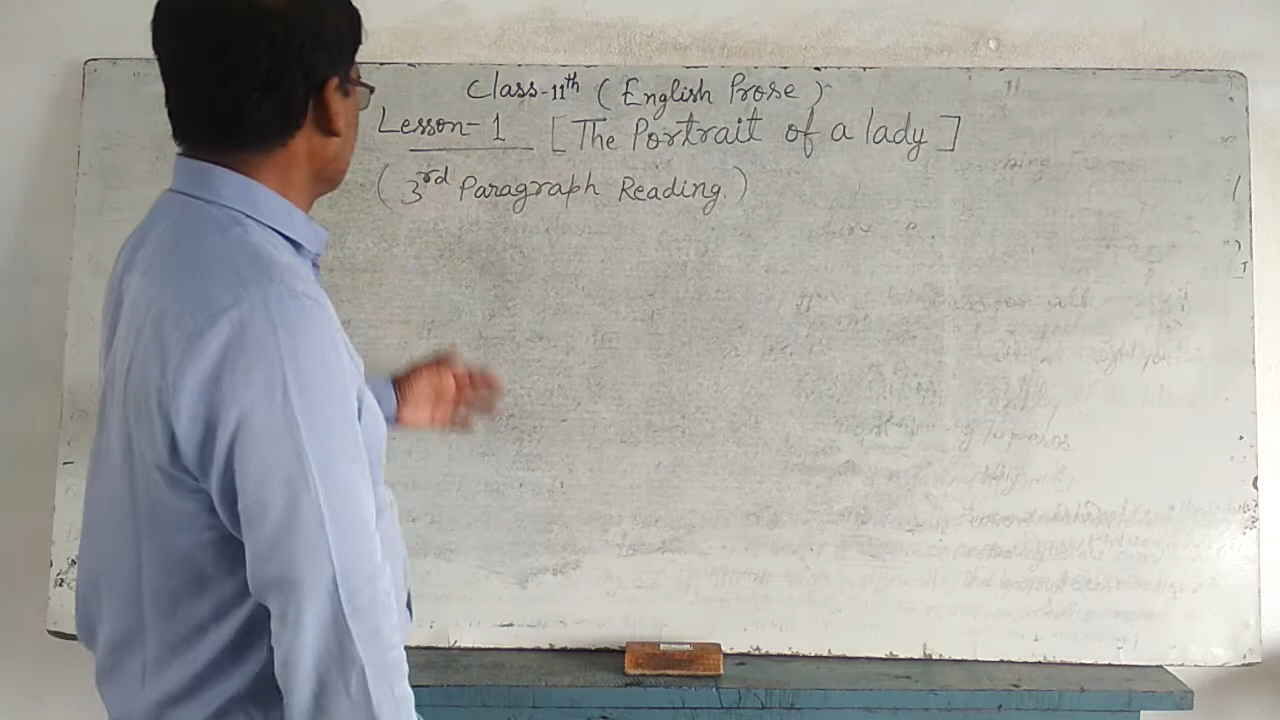 Class-11th (English Prose)
Lesson-1 [The Portrait of a lady]
(3rd Paragraph Reading.)